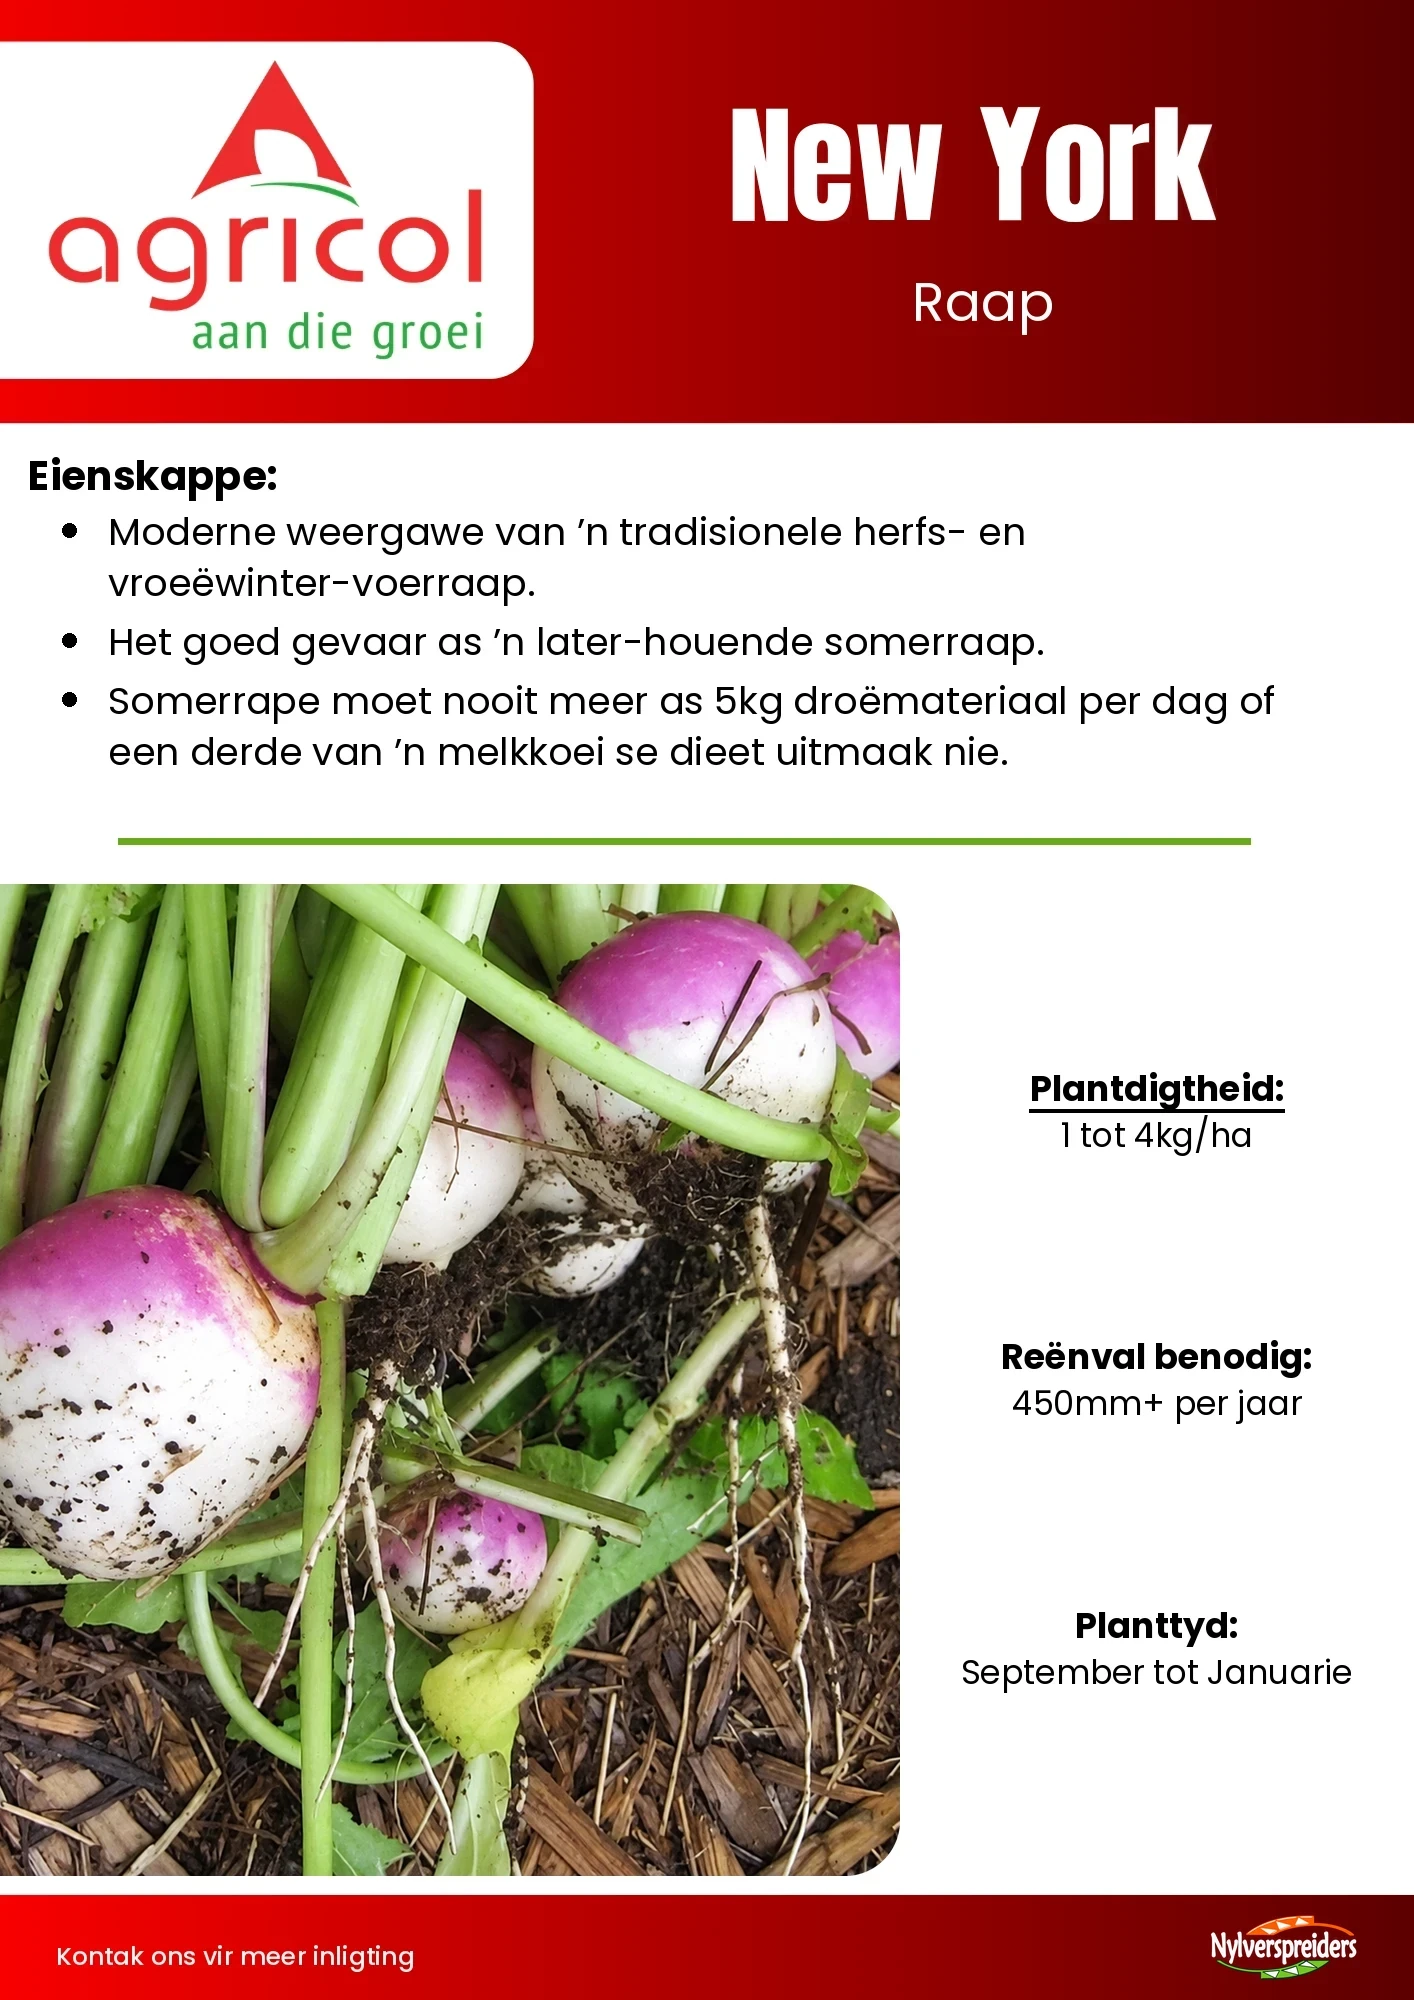 agricol
aan die groei
New York
Raap
Eienskappe:
• Moderne weergawe van ’n tradisionele herfs- en
vroeëwinter-voerraap.
• Het goed gevaar as ’n later-houende somerraap.
• Somerrape moet nooit meer as 5kg droëmateriaal per dag of
een derde van ’n melkkoei se dieet uitmaak nie.
Plantdigtheid:
1 tot 4kg/ha
Reënval benodig:
450mm+ per jaar
Planttyd:
September tot Januarie
Kontak ons vir meer inligting
Nylverspreiders